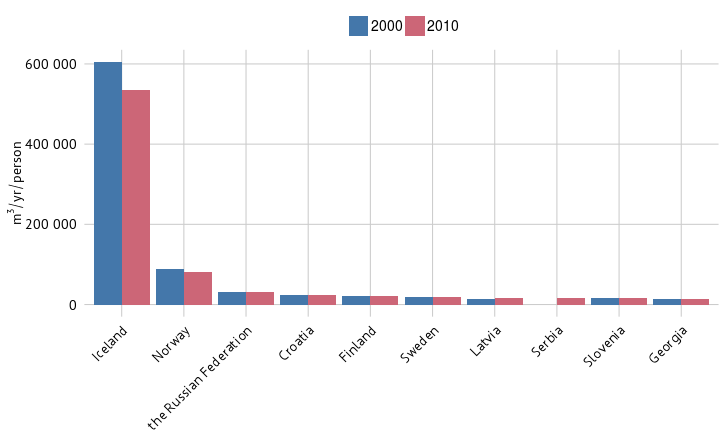 2000 2010
600 000
400 000
200 000
0
m³/yr/person
Iceland
Norway
the Russian Federation
Croatia
Finland
Sweden
Latvia
Serbia
Slovenia
Georgia